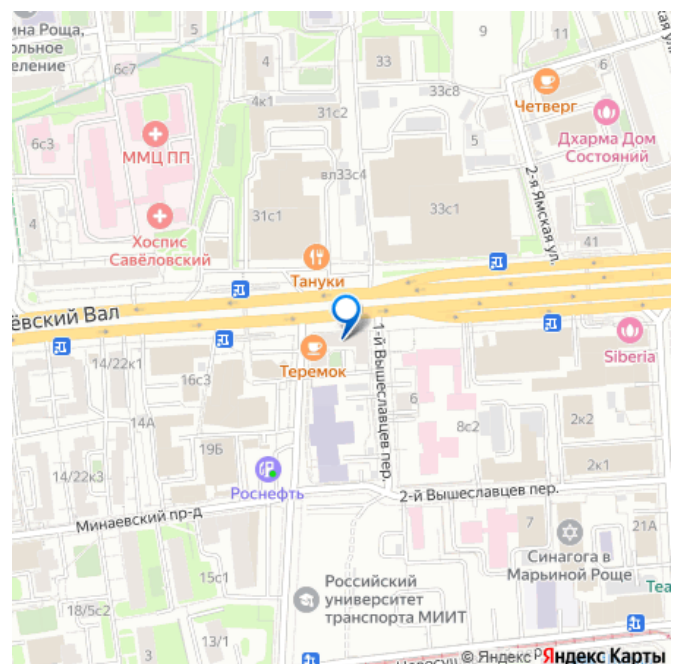 ина Роща,
ольное
еление
6с7
4
33
9
33с8
6
Четверг
4к1
31с2
5
Дхарма Дом
Состояний
6с3
ММЦ ПП
вл33с4
2-я Ямская ул.
4
31с1
33с1
Хоспис
Савёловский
41
Тануки
ёвский Вал
1-й Вышеславцев пер.
Теремок
Siberia
14/22к1
16с3
6
14А
8с2
2к2
19Б
14/22к3
Роснефть
2к1
2-й Вышеславцев пер.
Минаевский пр-д
7
21А
Синагога в
Марьиной Роще
15с1
Российский
университет
транспорта МИИТ
Теа
18/5с2
3
13/1
© Яндекс Яндекс Карты